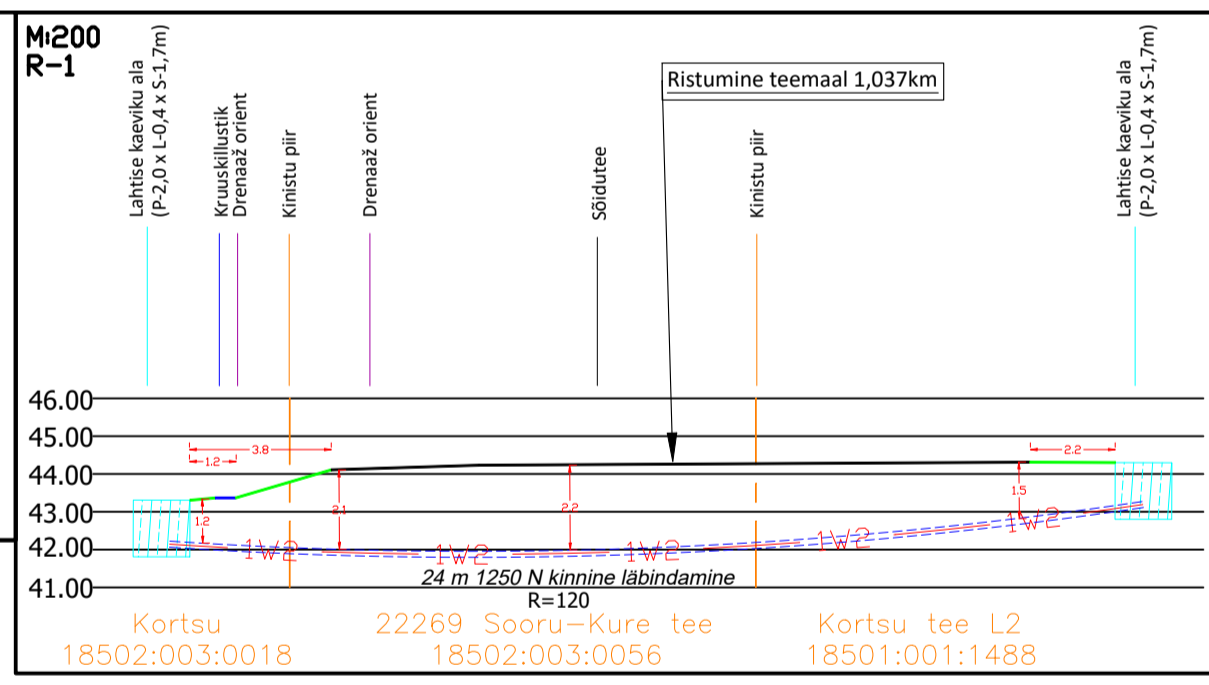 M:200
R-1
Lahtise kaeviku ala
(P-2,0 x L-0,4 x S-1,7m)
Kruuskillustik
Drenaaž orient
Kinistu piir
Drenaaž orient
Sõidutee
Ristumine teemaal 1,037km
Kinistu piir
Lahtise kaeviku ala
(P-2,0 x L-0,4 x S-1,7m)
46.00
45.00
44.00
43.00
42.00
41.00
3.8
1.2
2.2
1.2
2.1
2.2
1.5
1W2
1W2
1W2
1W2
1W2
24 m 1250 N kinnine läbindamine
R=120
Kortsu
18502:003:0018
22269 Sooru-Kure tee
18502:003:0056
Kortsu tee L2
18501:001:1488